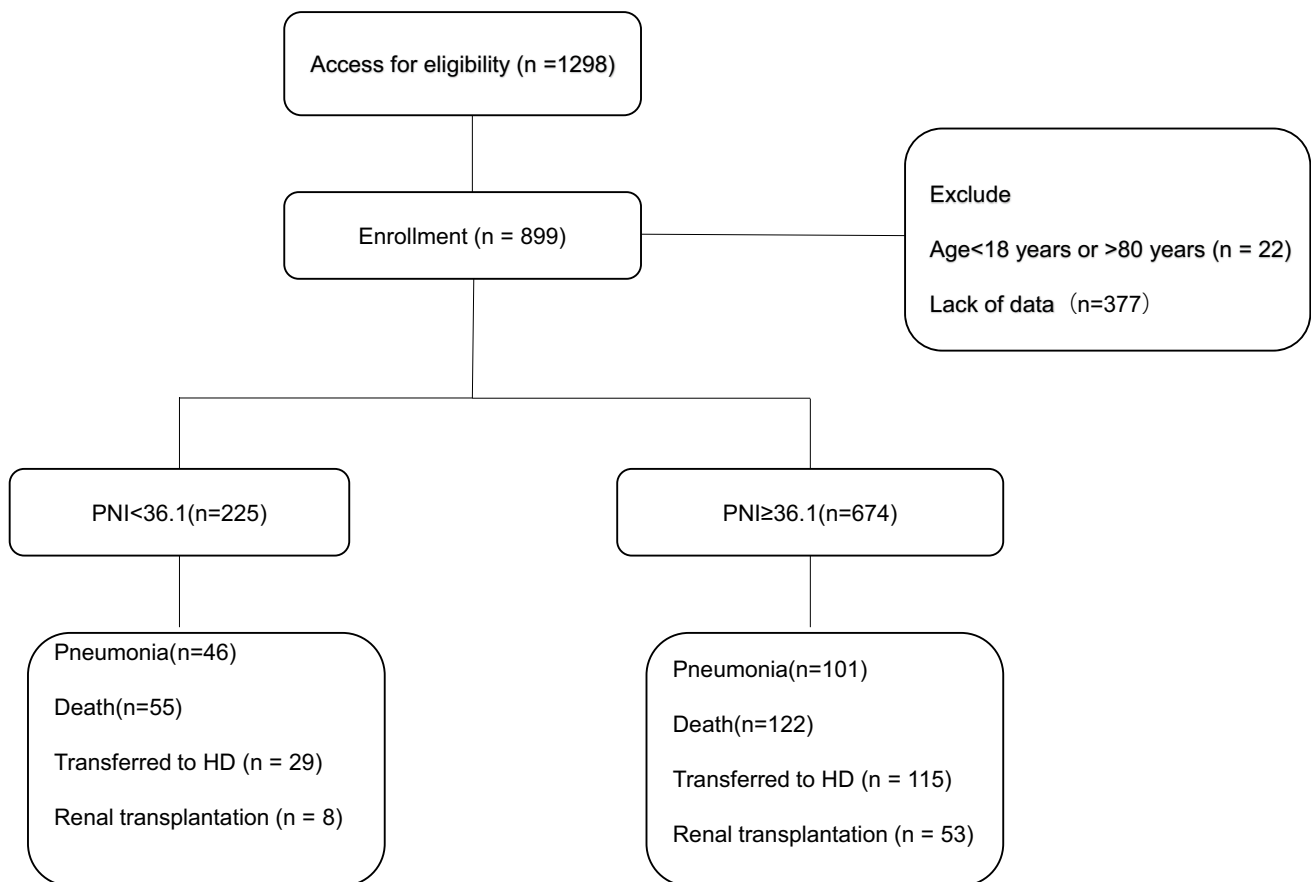 Access for eligibility (n =1298)
Exclude
Age<18 years or >80 years (n = 22)
Lack of data（n=377）
Enrollment (n = 899)
PNI<36.1(n=225)
PNI≥36.1(n=674)
Pneumonia(n=46)
Death(n=55)
Transferred to HD (n = 29)
Renal transplantation (n = 8)
Pneumonia(n=101)
Death(n=122)
Transferred to HD (n = 115)
Renal transplantation (n = 53)